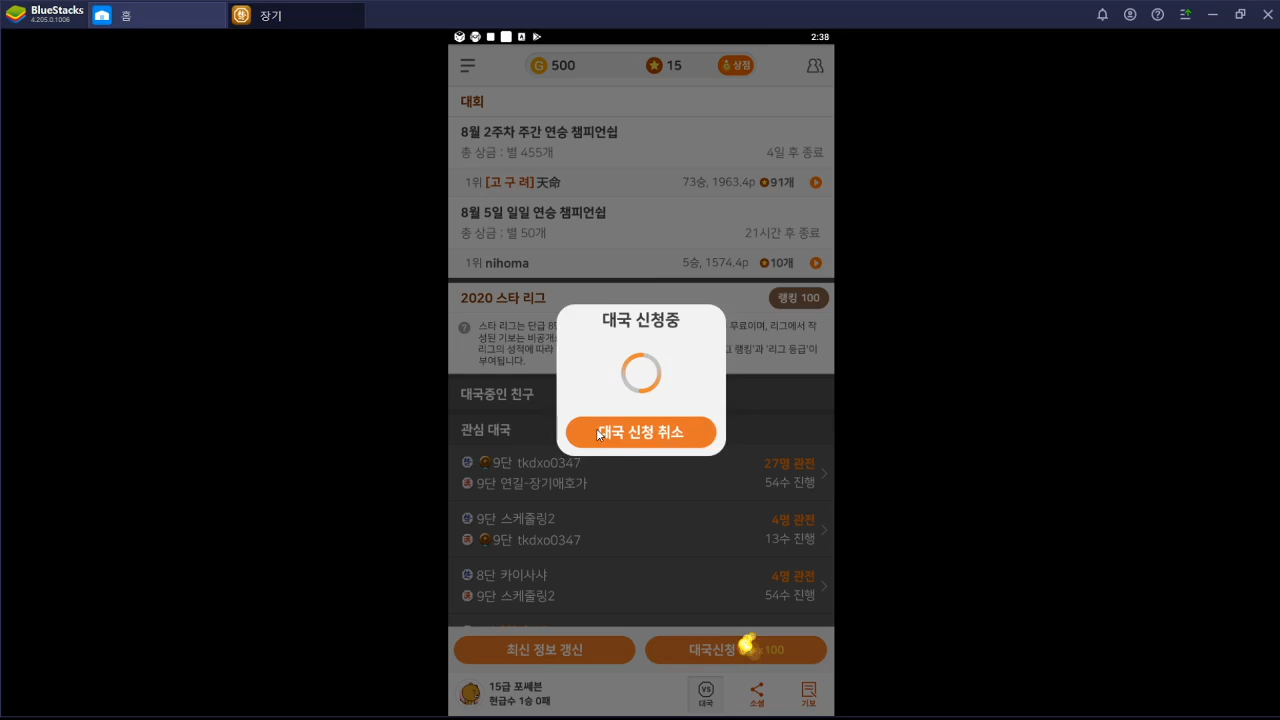 BlueStacks
4.205.0.1006
홈
장기
2:38
500
15
상점
대회
8월 2주차 주간 연승 챔피언쉽
총 상금 : 별 455개
4일 후 종료
1위 [고 구 려]天命
73승, 1963.4p
91개
8월 5일 일일 연승 챔피언쉽
총 상금 : 별 50개
21시간 후 종료
1위 nihoma
5승, 1574.4p
10개
2020 스타 리그
랭킹 100
스타 리그는 단급 8
무료이며, 리그에서 작
성된 기보는 비공개
리그의 성적에 따라
그 랭킹'과 '리그 등급'이
부여됩니다.
대국 신청중
대국 신청 취소
대국중인 친구
관심 대국
9단 tkdxo0347
27명 관전
9단 연길-장기애호가
54수 진행
9단 스케줄링2
4명 관전
9단 tkdxo0347
13수 진행
8단 카이사샤
4명 관전
9단 스케줄링2
54수 진행
최신 정보 갱신
대국신청 x100
15급 포쎄븐
현급수 1승 0패
VS
대국
소셜
기보